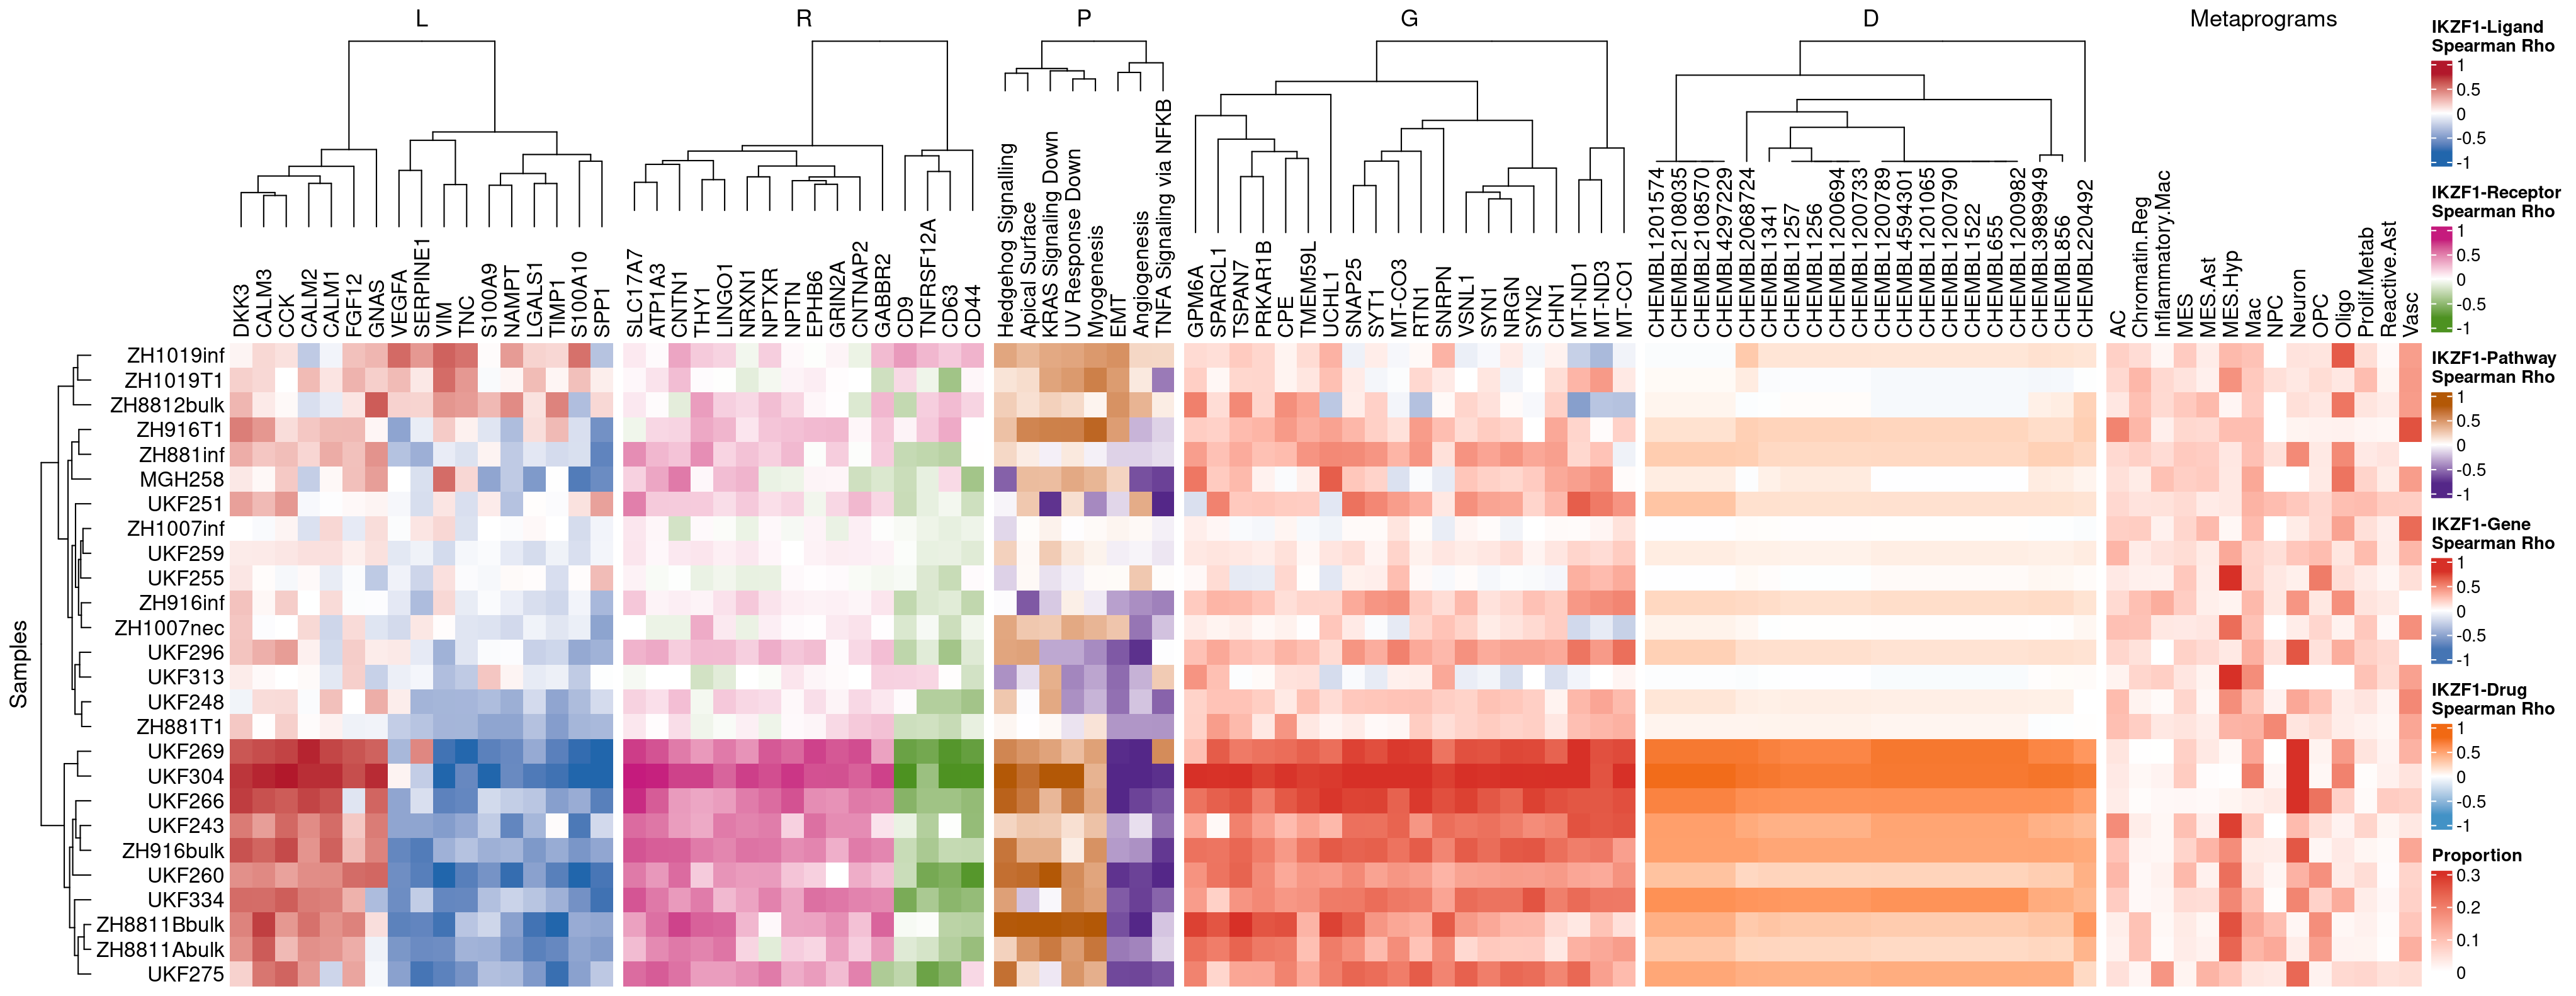 L
R
P
G
D
Metaprograms
DKK3
CALM3
CCK
CALM2
CALM1
FGF12
GNAS
VEGFA
SERPINE1
VIM
TNC
S100A9
NAMPT
LGALS1
TIMP1
S100A10
SPP1
SLC17A7
ATP1A3
CNTN1
THY1
LINGO1
NRXN1
NPTXR
NPTN
EPHB6
GRIN2A
CNTNAP2
GABBR2
CD9
TNFRSF12A
CD63
CD44
Hedgehog Signalling
Apical Surface
KRAS Signaling Down
UV Response Down
Myogenesis
EMT
Angiogenesis
TNFA Signaling via NFKB
GPM6A
SPARCL1
TSPAN7
PRKAR1B
CPE
TMEM59L
UCHL1
SNAP25
SYT1
MT-CO3
RTN1
SNRPN
VSNL1
SYN1
NRGN
SYN2
CHN1
MT-ND1
MT-ND3
MT-CO1
CHEMBL1201574
CHEMBL2108035
CHEMBL2108570
CHEMBL4297229
CHEMBL2068724
CHEMBL1341
CHEMBL1257
CHEMBL1256
CHEMBL1200694
CHEMBL1200733
CHEMBL1200789
CHEMBL4594301
CHEMBL1201065
CHEMBL1200790
CHEMBL1522
CHEMBL655
CHEMBL1200982
CHEMBL3989949
CHEMBL856
CHEMBL220492
AC
Chromatin.Reg
Inflammatory.Mac
MES
MES.Ast
MES.Hyp
Mac
NPC
Neuron
OPC
Oligo
Prolif.Metab
Reactive.Ast
Vasc
Samples
ZH1019inf
ZH1019T1
ZH8812bulk
ZH916T1
ZH881inf
MGH258
UKF251
ZH1007inf
UKF259
UKF255
ZH916inf
ZH1007nec
UKF296
UKF313
UKF248
ZH881T1
UKF269
UKF304
UKF266
UKF243
ZH916bulk
UKF260
UKF334
ZH8811Bbulk
ZH8811Abulk
UKF275
IKZF1-Ligand
Spearman Rho
1
0.5
0
-0.5
-1
IKZF1-Receptor
Spearman Rho
1
0.5
0
-0.5
-1
IKZF1-Pathway
Spearman Rho
1
0.5
0
-0.5
-1
IKZF1-Gene
Spearman Rho
1
0.5
0
-0.5
-1
IKZF1-Drug
Spearman Rho
1
0.5
0
-0.5
-1
Proportion
0.3
0.2
0.1
0